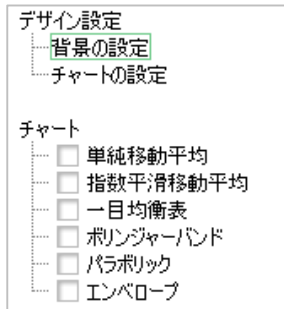 デザイン設定
背景の設定
チャートの設定
チャート
単純移動平均
指数平滑移動平均
一目均衡表
ボリンジャーバンド
パラボリック
エンベロープ